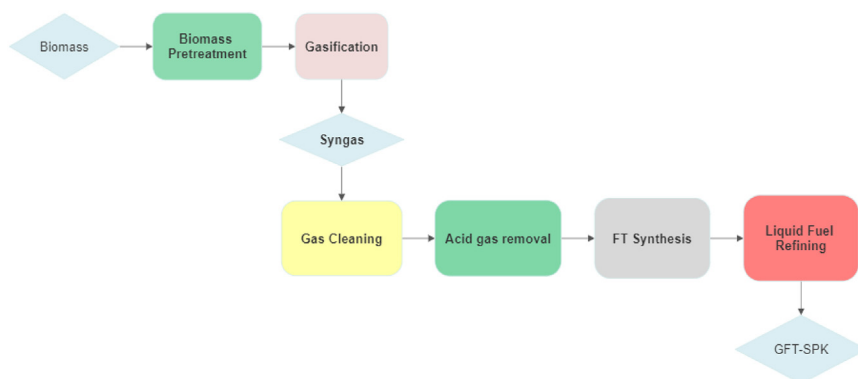 Biomass
Biomass
Pretreatment
Gasification
Syngas
Gas Cleaning
Acid gas removal
FT Synthesis
Liquid Fuel
Refining
GFT-SPK